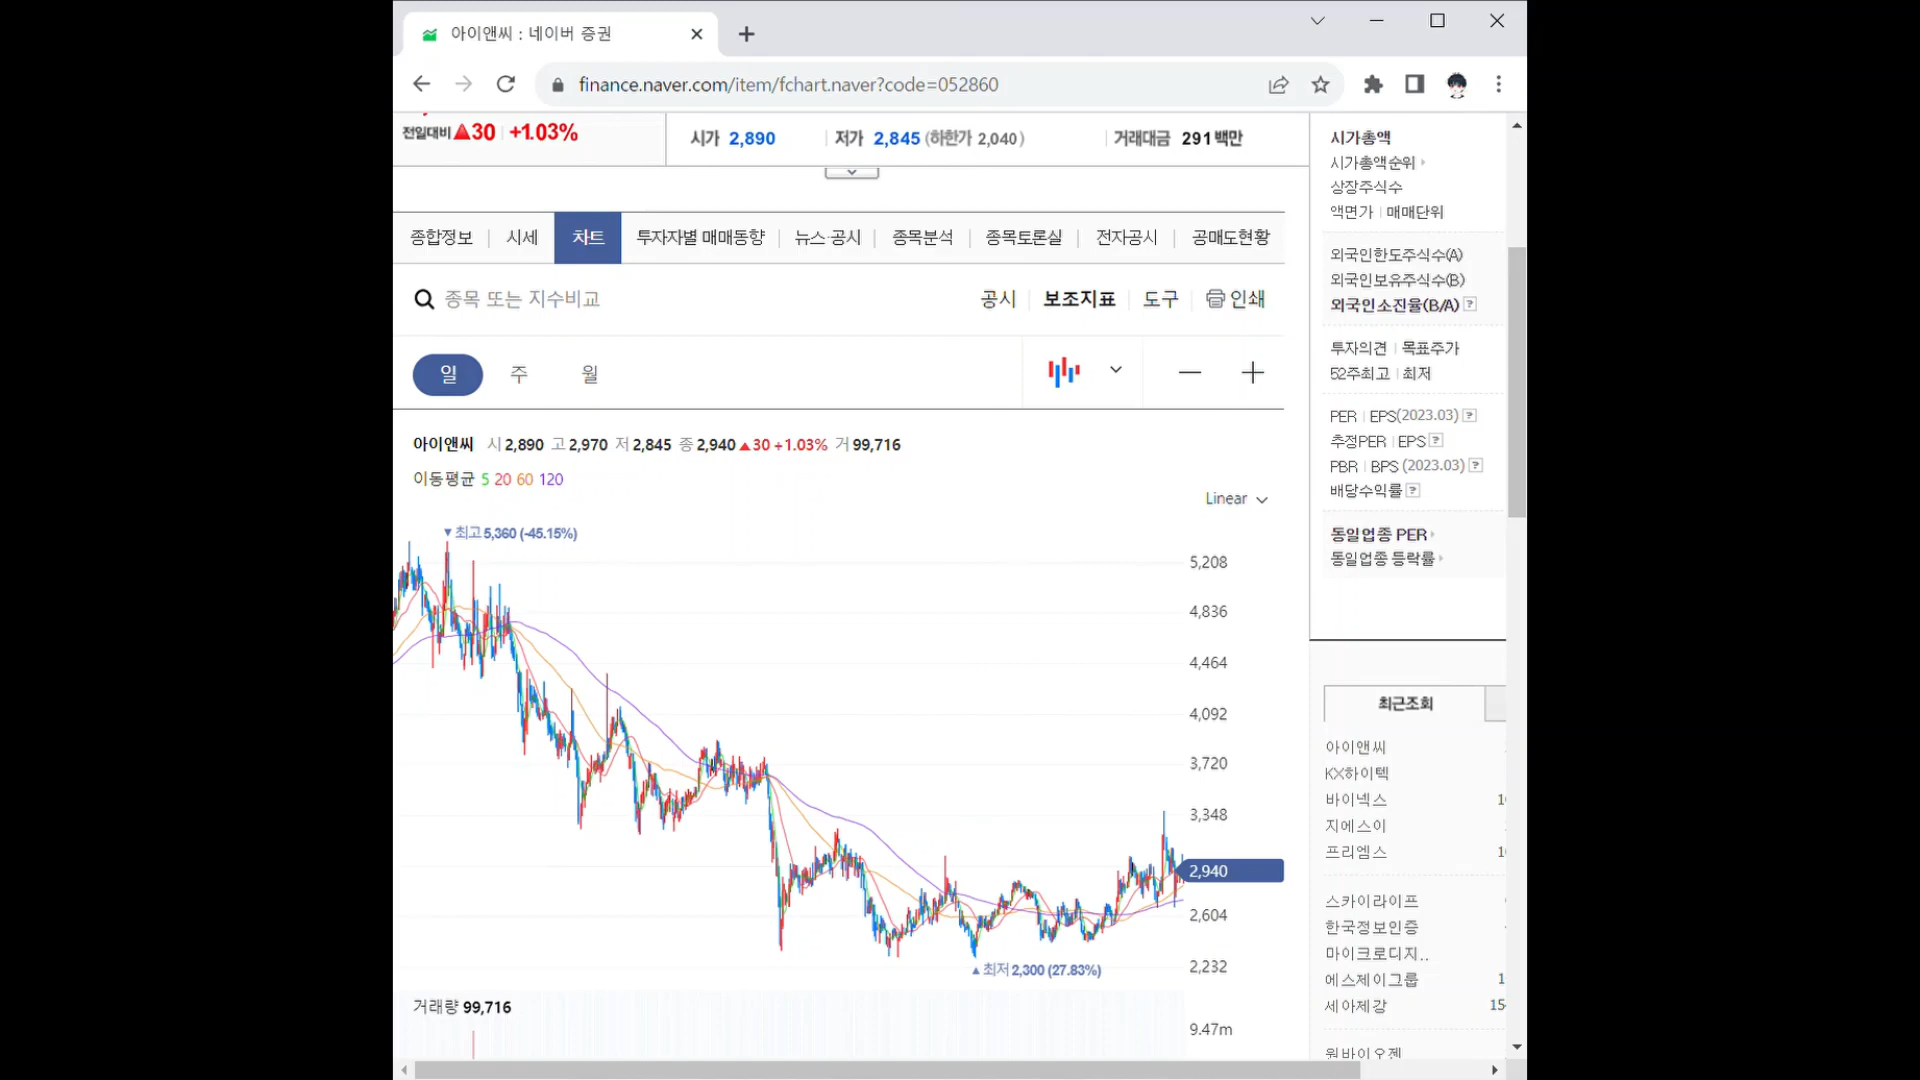 아이앤씨 : 네이버 증권
finance.naver.com/item/fchart.naver?code=052860
전일대비 ▲30 +1.03%
시가 2,890 저가 2,845 (하한가 2,040) 거래대금 291백만
종합정보 시세 차트 투자자별 매매동향 뉴스·공시 종목분석 종목토론실 전자공시 공매도현황
종목 또는 지수비교
공시 보조지표 도구 인쇄
일 주 월
아이앤씨 시 2,890 고 2,970 저 2,845 종 2,940 ▲30 +1.03% 거 99,716
이동평균 5 20 60 120
Linear
▼최고 5,360 (-45.15%)
5,208
4,836
4,464
4,092
3,720
3,348
2,940
2,604
2,232
▲최저 2,300 (27.83%)
거래량 99,716
9.47m
시가총액
시가총액순위
상장주식수
액면가 매매단위
외국인한도주식수(A)
외국인보유주식수(B)
외국인소진율(B/A) ?
투자의견 목표주가
52주최고 최저
PER EPS(2023.03) ?
추정PER EPS ?
PBR BPS (2023.03) ?
배당수익률 ?
동일업종 PER
동일업종 등락률
최근조회
아이앤씨
KX하이텍
바이넥스
지에스이
프리엠스
스카이라이프
한국정보인증
마이크로디지..
에스제이그룹
세아제강
원바이오젠